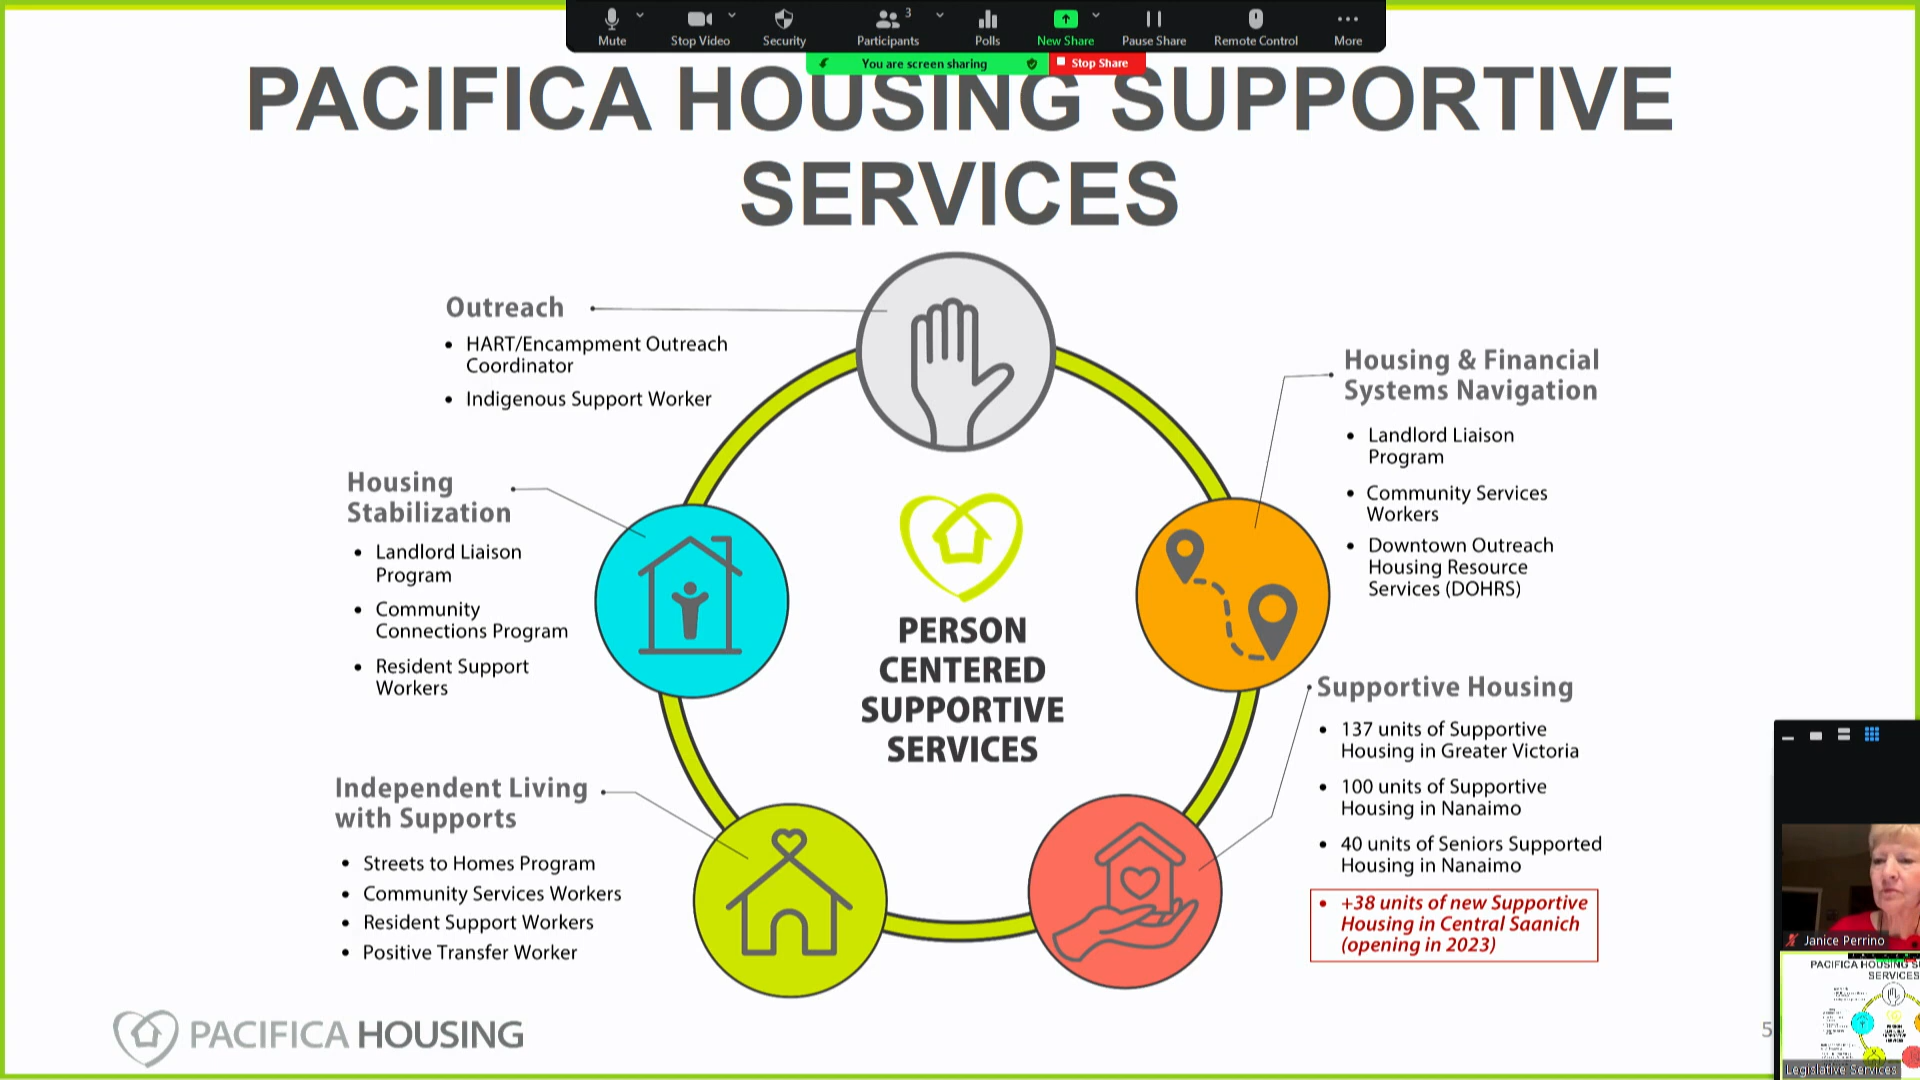 Mute
Stop Video
Security
Participants
3
Polls
New Share
Pause Share
Remote Control
More
You are screen sharing
Stop Share
PACIFICA HOUSING SUPPORTIVE
SERVICES
Outreach
• HART/Encampment Outreach
Coordinator
• Indigenous Support Worker
Housing & Financial
Systems Navigation
• Landlord Liaison
Program
• Community Services
Workers
• Downtown Outreach
Housing Resource
Services (DOHRS)
Housing
Stabilization
• Landlord Liaison
Program
• Community
Connections Program
• Resident Support
Workers
PERSON
CENTERED
SUPPORTIVE
SERVICES
Supportive Housing
• 137 units of Supportive
Housing in Greater Victoria
• 100 units of Supportive
Housing in Nanaimo
• 40 units of Seniors Supported
Housing in Nanaimo
• +38 units of new Supportive
Housing in Central Saanich
(opening in 2023)
Independent Living
with Supports
• Streets to Homes Program
• Community Services Workers
• Resident Support Workers
• Positive Transfer Worker
PACIFICA HOUSING
5
Janice Perrino
PACIFICA HOUSING S
SERVICES
Legislative Services